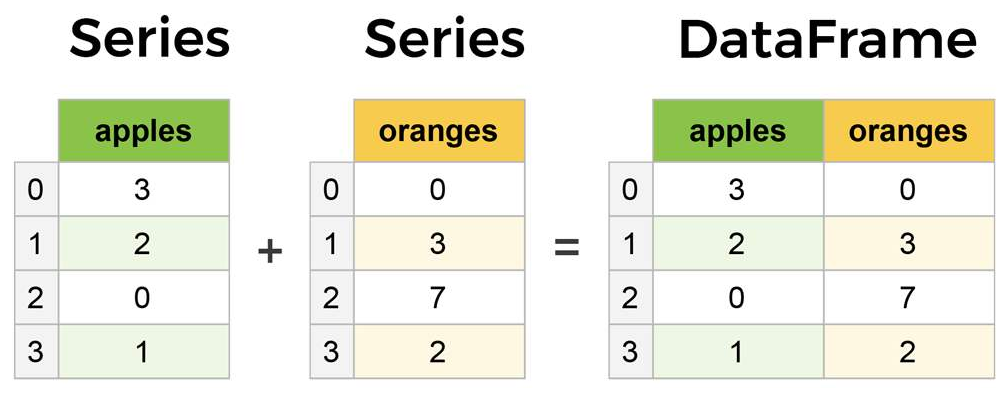 Series Series DataFrame
apples oranges apples oranges
0 3 0 0 0 3 0
1 2 1 3 1 2 3
+ =
2 0 2 7 2 0 7
3 1 3 2 3 1 2